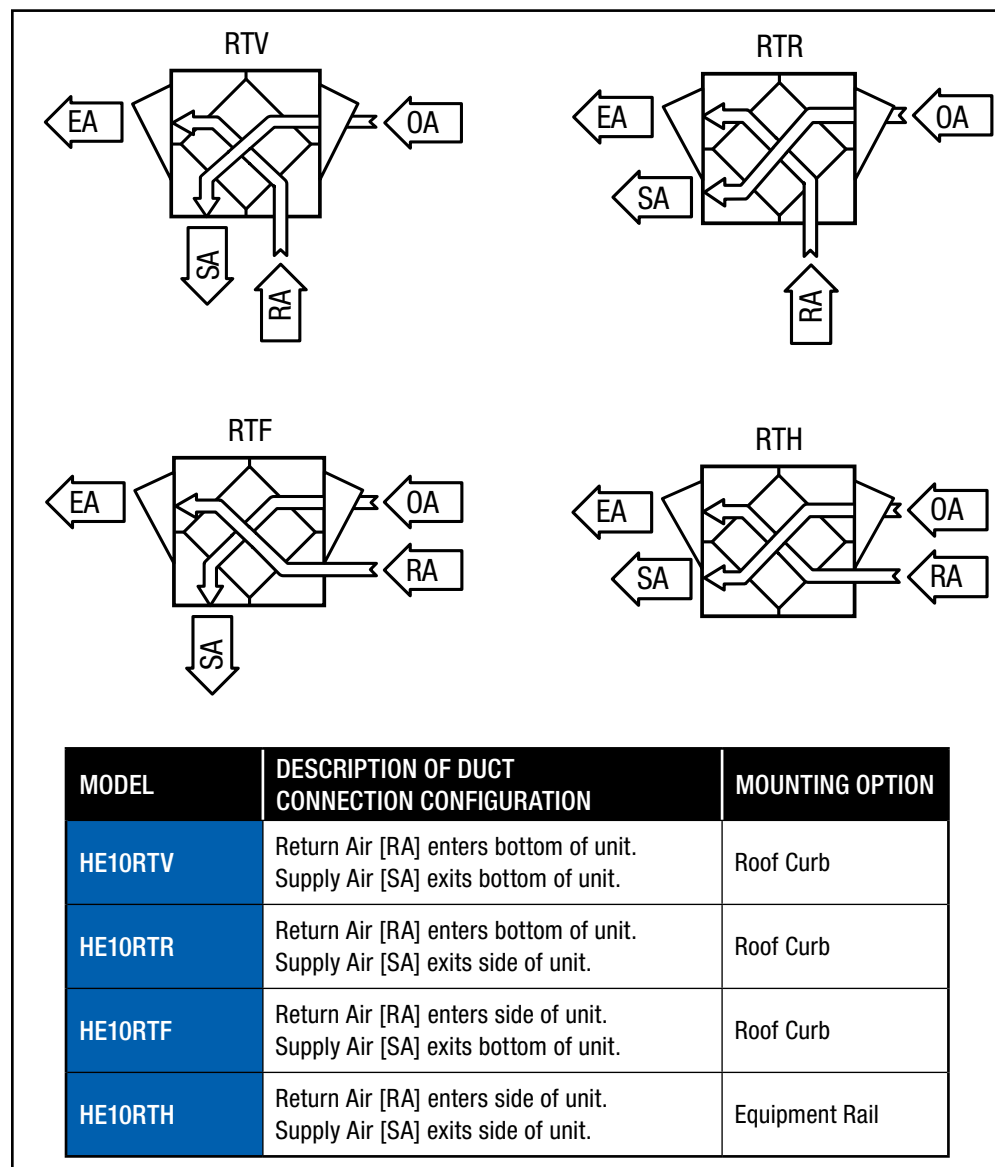 RTV
EA
OA
SA
RA
RTR
EA
OA
SA
RA
RTF
EA
OA
RA
SA
RTH
EA
OA
SA
RA
MODEL
DESCRIPTION OF DUCT
CONNECTION CONFIGURATION
MOUNTING OPTION
HE10RTV
Return Air [RA] enters bottom of unit.
Supply Air [SA] exits bottom of unit.
Roof Curb
HE10RTR
Return Air [RA] enters bottom of unit.
Supply Air [SA] exits side of unit.
Roof Curb
HE10RTF
Return Air [RA] enters side of unit.
Supply Air [SA] exits bottom of unit.
Roof Curb
HE10RTH
Return Air [RA] enters side of unit.
Supply Air [SA] exits side of unit.
Equipment Rail